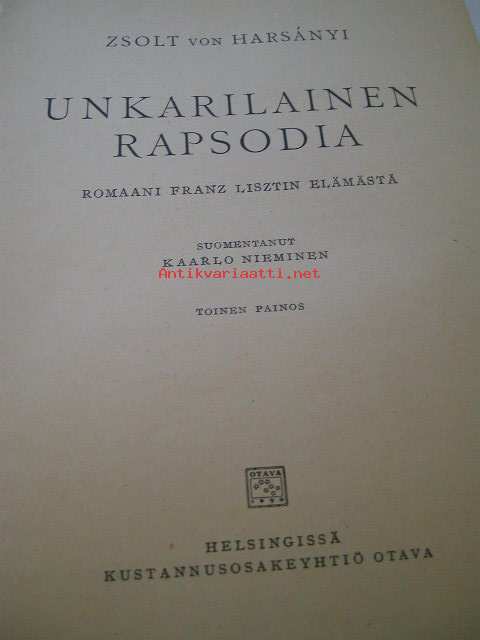 ZSOLT VON HARSÁNYI
UNKARILAINEN
RAPSODIA
ROMAANI FRANZ LISZTIN ELÄMÄSTÄ
SUOMENTANUT
KAARLO NIEMINEN
Antikvariaatti.net
TOINEN PAINOS
OTAVA
HELSINGISSÄ
KUSTANNUSOSAKEYHTIÖ OTAVA